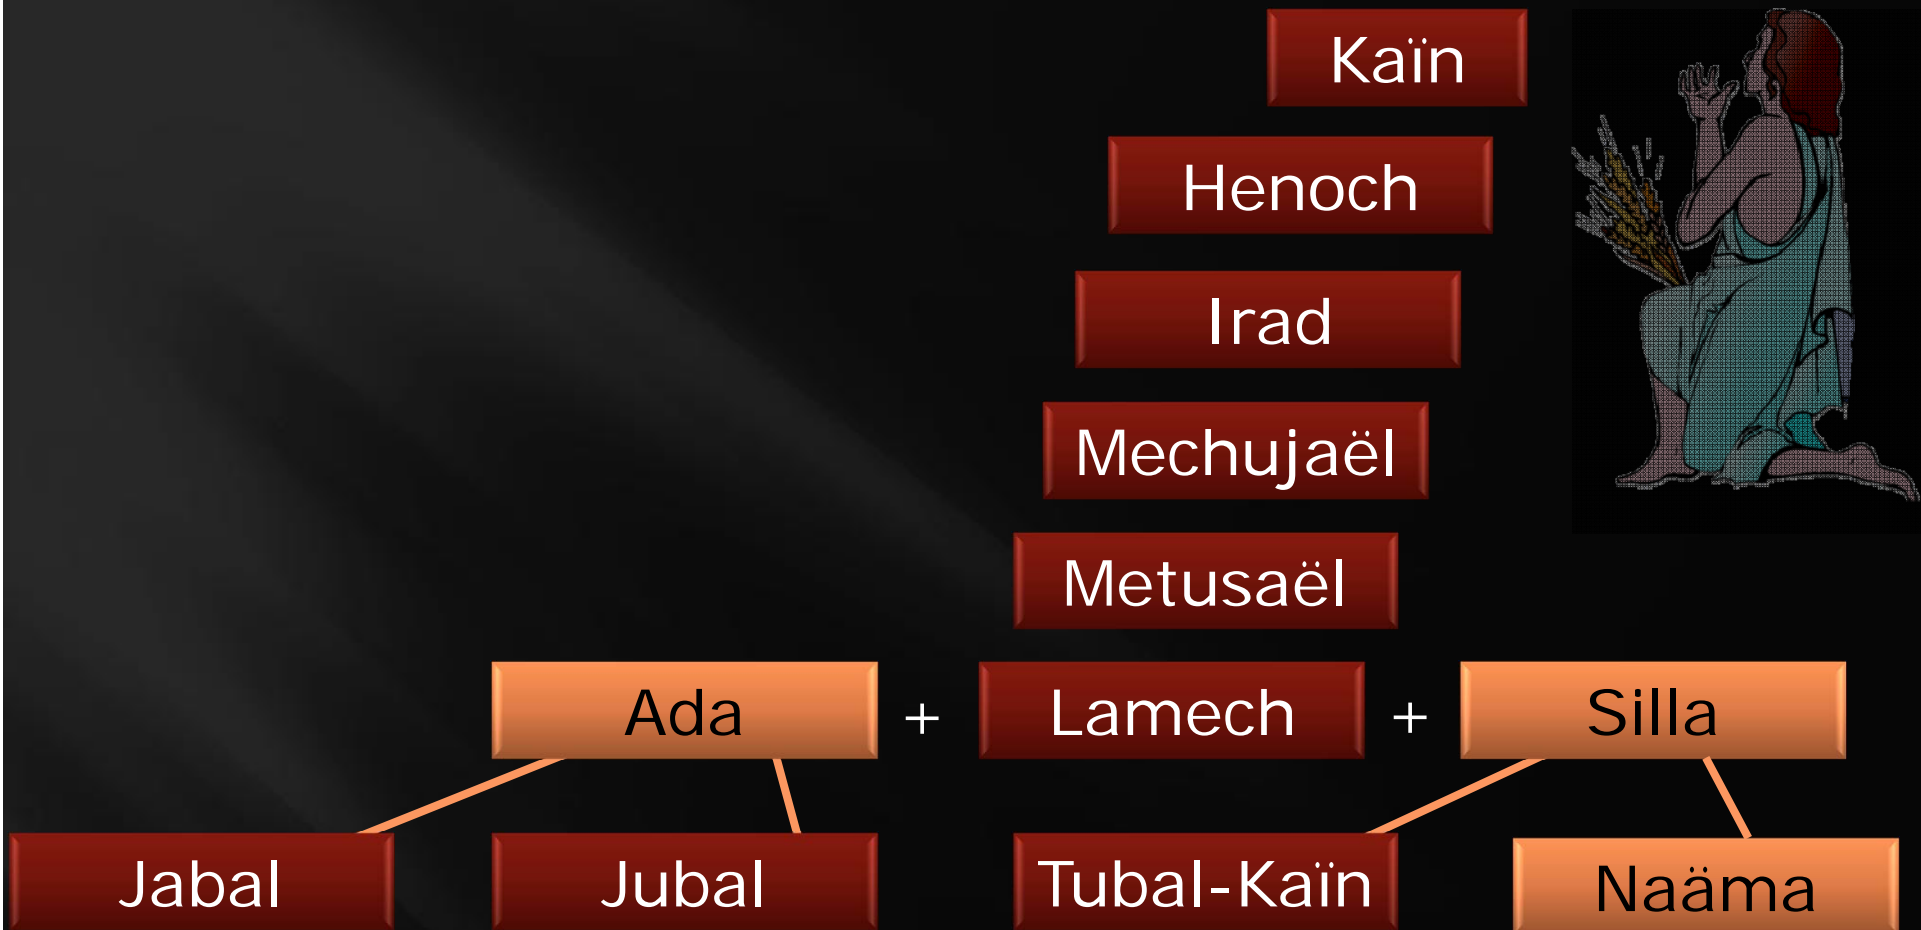 Kaïn
Henoch
Irad
Mechujaël
Metusaël
Ada + Lamech + Silla
Jabal Jubal Tubal-Kaïn Naäma